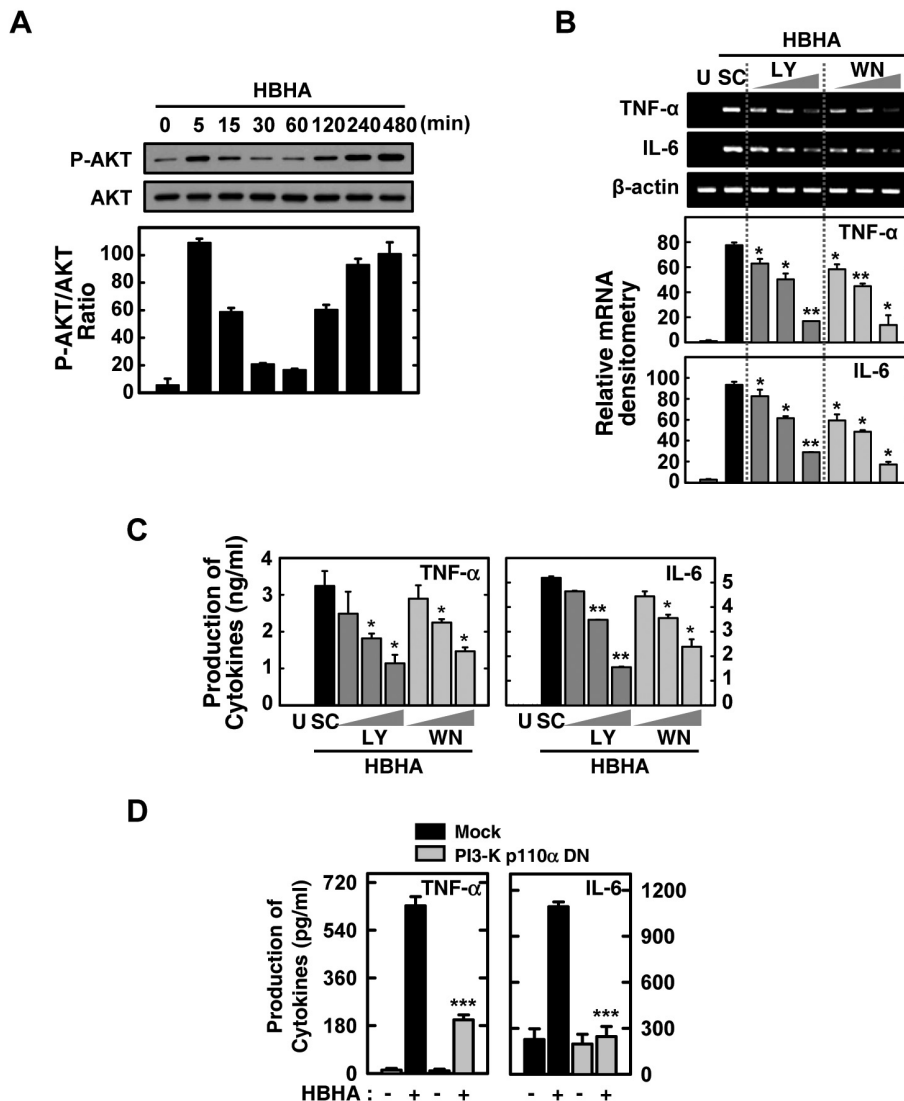 A
HBHA
0 5 15 30 60 120 240 480 (min)
P-AKT
AKT
P-AKT/AKT
Ratio
100
80
60
40
20
0
B
HBHA
U SC LY WN
TNF-α
IL-6
β-actin
Relative mRNA
densitometry
TNF-α
80
60
40
20
0
* * ** * ** *
IL-6
100
80
60
40
20
0
* * ** * * *
C
Production of
Cytokines (ng/ml)
TNF-α
4
3
2
1
* * * *
U SC LY WN
HBHA
IL-6
5
4
3
2
1
0
** ** * *
U SC LY WN
HBHA
D
Mock
PI3-K p110α DN
Production of
Cytokines (pg/ml)
TNF-α
720
540
360
180
0
***
IL-6
1200
900
600
300
0
***
HBHA : - + - + - + - +